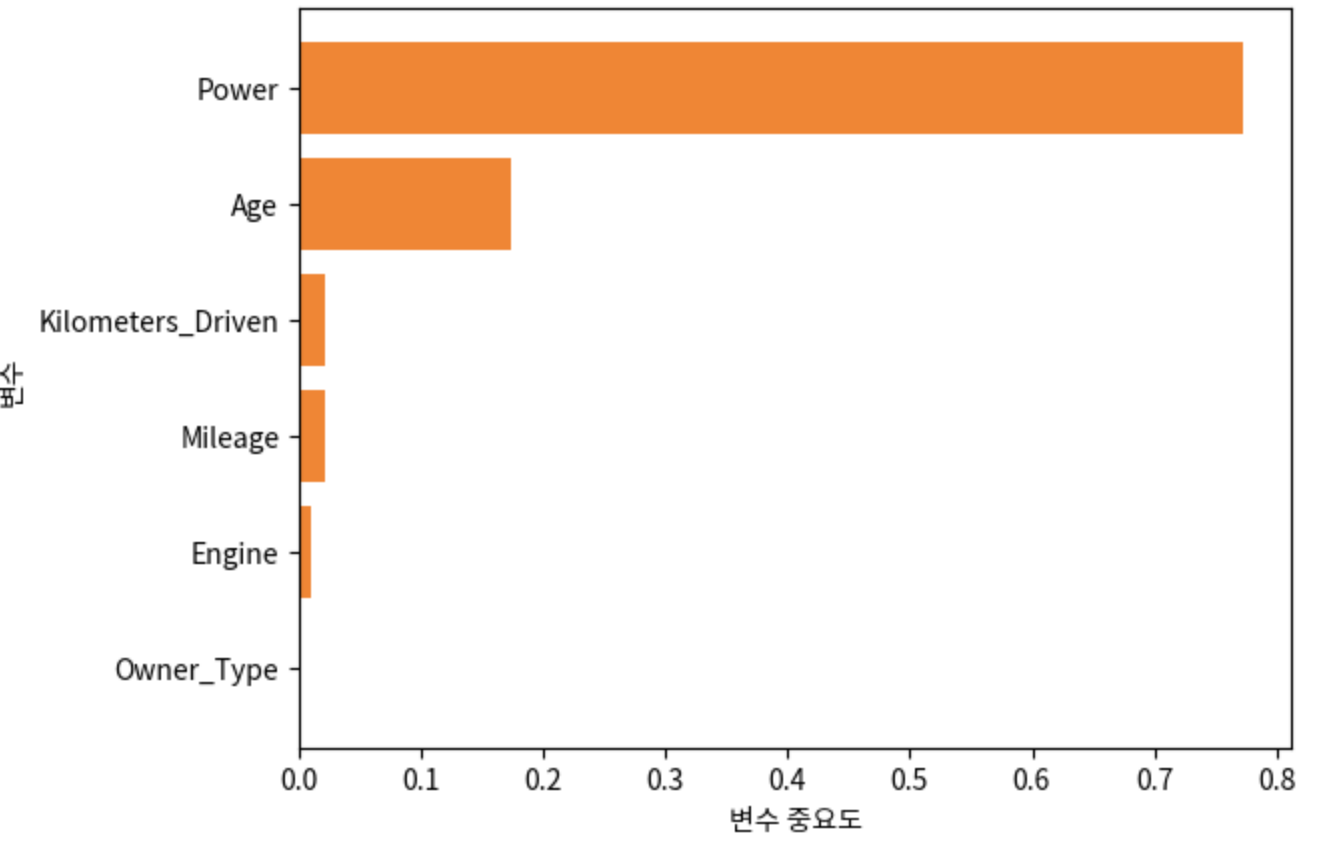 Power
Age
Kilometers_Driven
변수
Mileage
Engine
Owner_Type
0.0 0.1 0.2 0.3 0.4 0.5 0.6 0.7 0.8
변수 중요도